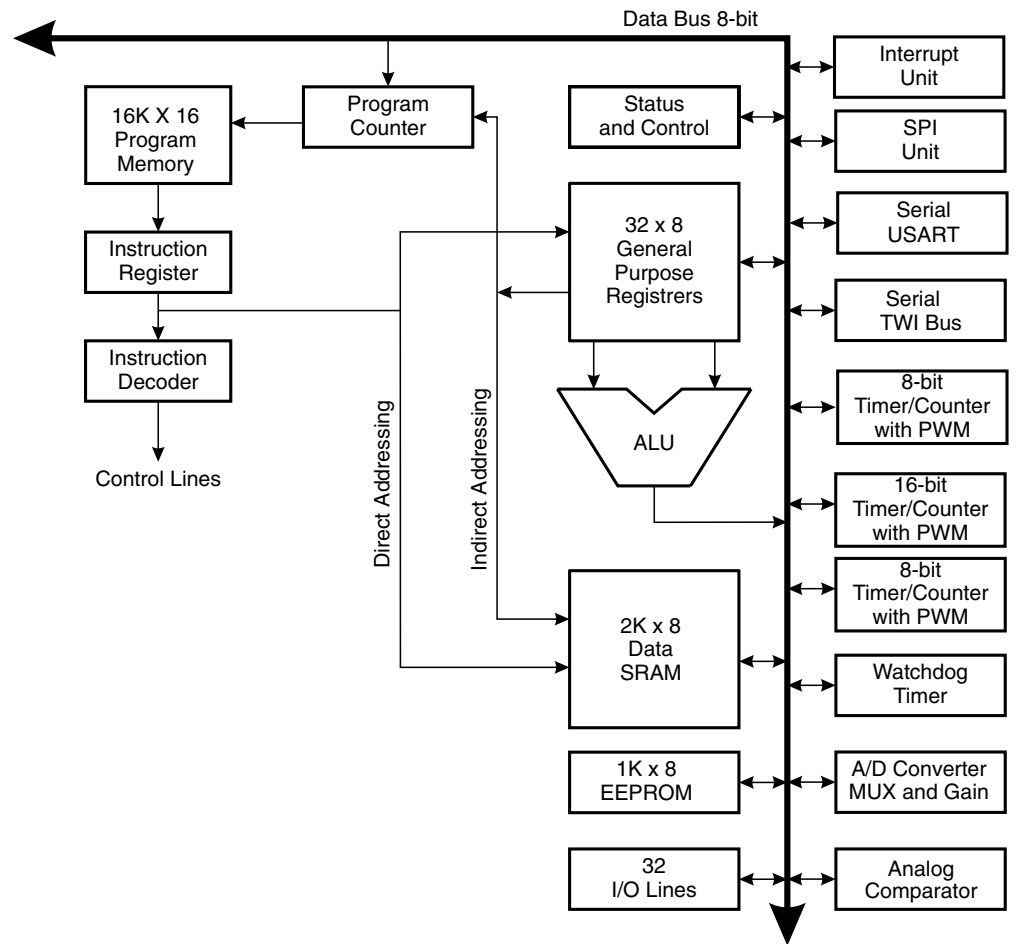 Data Bus 8-bit
16K X 16
Program
Memory
Program
Counter
Status
and Control
Interrupt
Unit
SPI
Unit
Instruction
Register
32 x 8
General
Purpose
Registrers
Serial
USART
Serial
TWI Bus
Instruction
Decoder
Control Lines
Direct Addressing
Indirect Addressing
ALU
8-bit
Timer/Counter
with PWM
16-bit
Timer/Counter
with PWM
8-bit
Timer/Counter
with PWM
2K x 8
Data
SRAM
Watchdog
Timer
1K x 8
EEPROM
A/D Converter
MUX and Gain
32
I/O Lines
Analog
Comparator